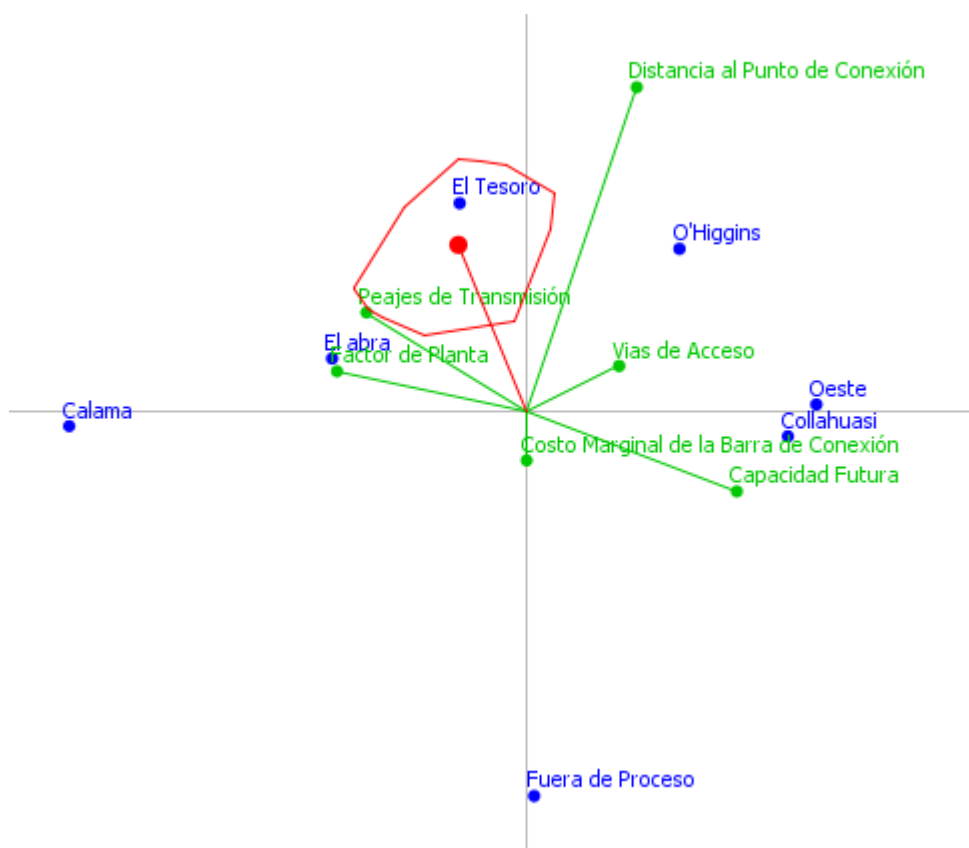 Distancia al Punto de Conexión
El Tesoro
O'Higgins
Peajes de Transmisión
El abra
Factor de Planta
Vias de Acceso
Oeste
Calama
Collahuasi
Costo Marginal de la Barra de Conexión
Capacidad Futura
Fuera de Proceso